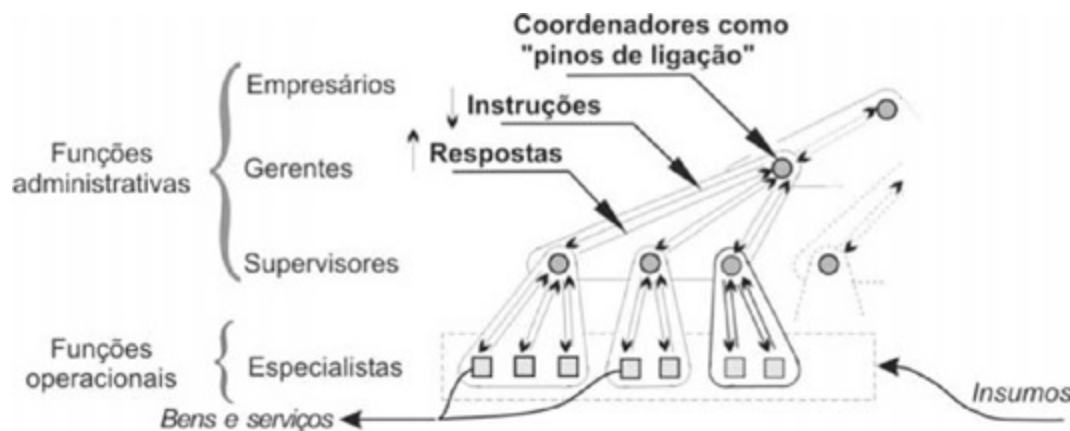 Coordenadores como
"pinos de ligação"
Empresários
Instruções
Funções
administrativas
Gerentes
Respostas
Supervisores
Funções
operacionais
Especialistas
Insumos
Bens e serviços